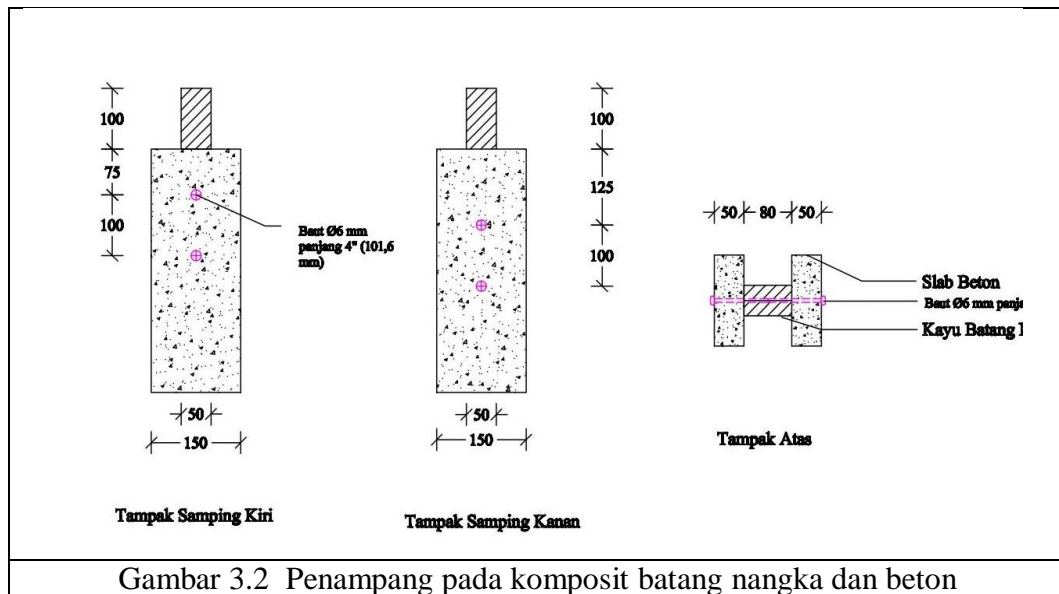 100
75
100
Baut Ø6 mm
panjang 4" (101,6
mm)
50
150
Tampak Samping Kiri
100
125
100
50
150
Tampak Samping Kanan
50 80 50
Slab Beton
Baut Ø6 mm
Kayu Batang
Tampak Atas
Gambar 3.2 Penampang pada komposit batang nangka dan beton